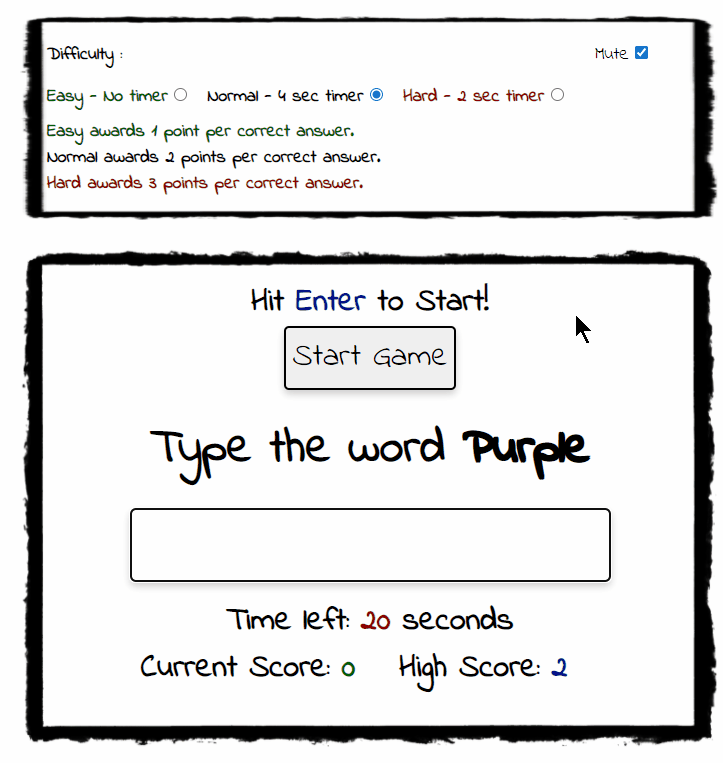 Difficulty :
Mute
Easy - No timer Normal - 4 sec timer Hard - 2 sec timer
Easy awards 1 point per correct answer.
Normal awards 2 points per correct answer.
Hard awards 3 points per correct answer.
Hit Enter to Start!
Start Game
Type the word Purple
Time left: 20 seconds
Current Score: 0 High Score: 2